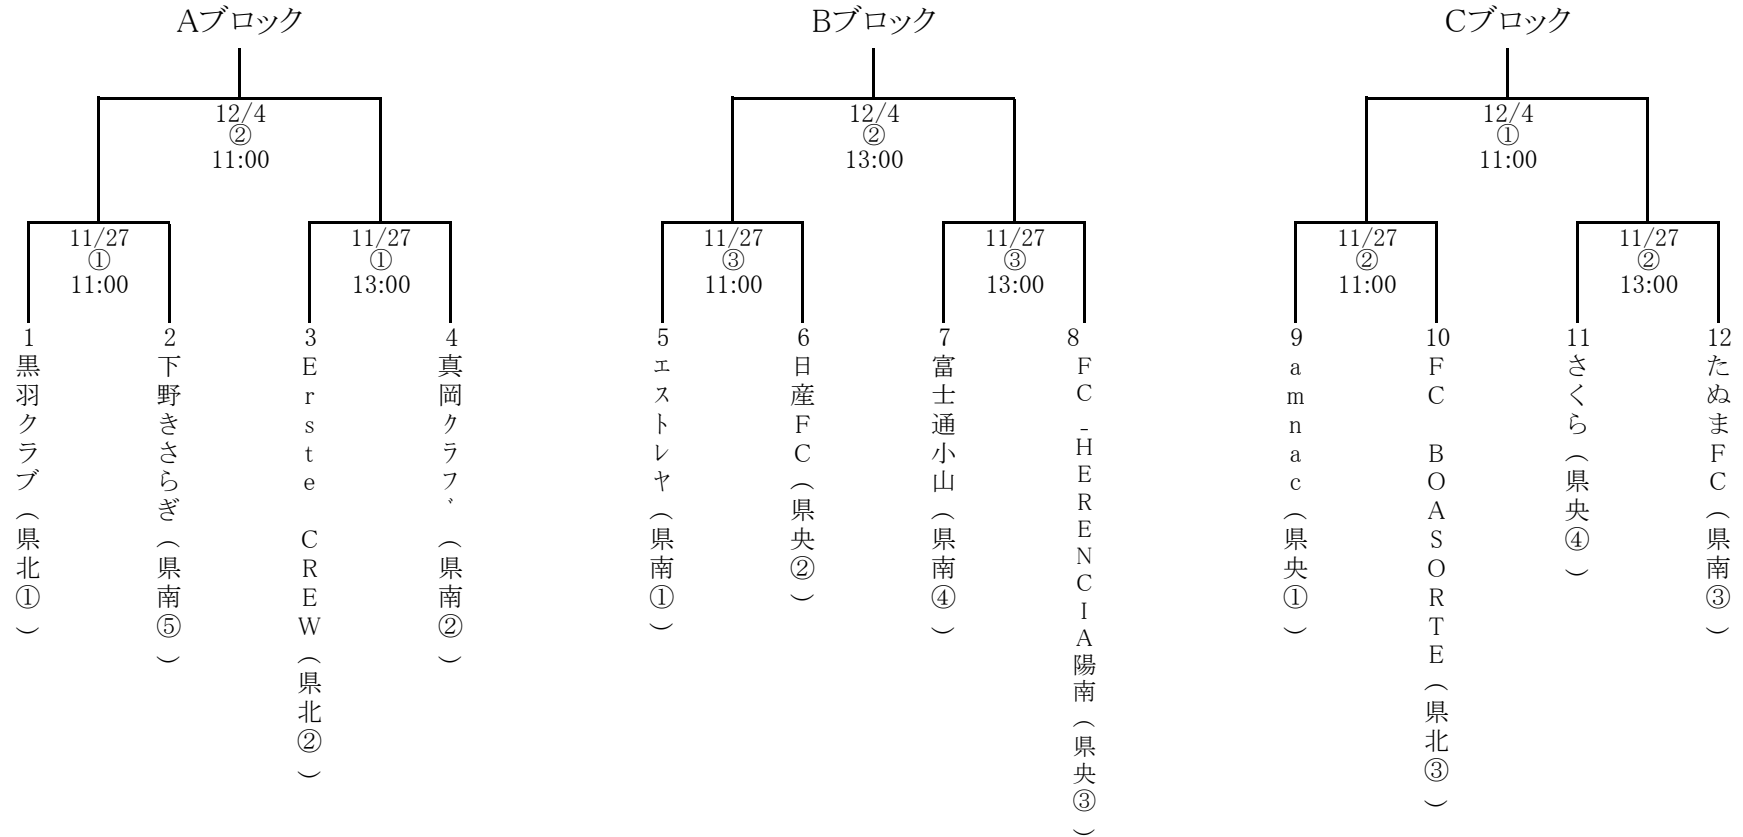 Aブロック
Bブロック
Cブロック
12/4
②
11:00
12/4
②
13:00
12/4
①
11:00
11/27
①
11:00
11/27
①
13:00
11/27
③
11:00
11/27
③
13:00
11/27
②
11:00
11/27
②
13:00
1
黒羽クラブ(県北①)
2
下野きさらぎ(県南⑤)
3
Erste CREW(県北②)
4
真岡クラブ(県南②)
5
エストレヤ(県南①)
6
日産FC(県央②)
7
富士通小山(県南④)
8
FC-HERENCIA陽南(県央③)
9
amnac(県央①)
10
FC BOASORTE(県北③)
11
さくら(県央④)
12
たぬまFC(県南③)